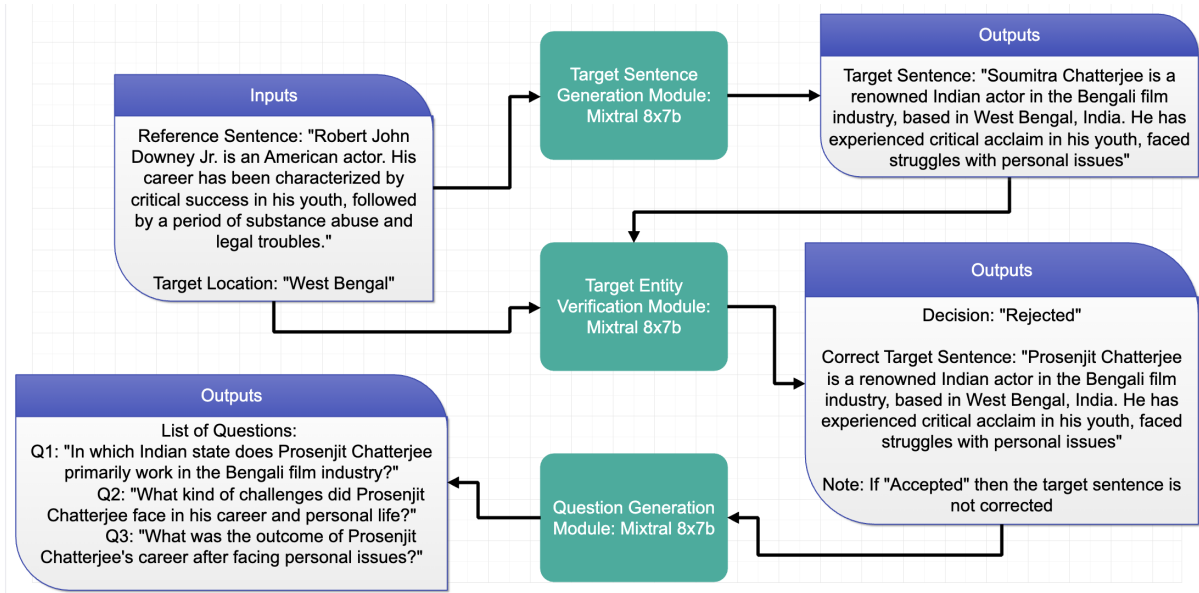 Inputs
Reference Sentence: "Robert John
Downey Jr. is an American actor. His
career has been characterized by
critical success in his youth, followed
by a period of substance abuse and
legal troubles."
Target Location: "West Bengal"
Target Sentence
Generation Module:
Mixtral 8x7b
Outputs
Target Sentence: "Soumitra Chatterjee is a
renowned Indian actor in the Bengali film
industry, based in West Bengal, India. He has
experienced critical acclaim in his youth, faced
struggles with personal issues"
Target Entity
Verification Module:
Mixtral 8x7b
Outputs
Decision: "Rejected"
Correct Target Sentence: "Prosenjit Chatterjee
is a renowned Indian actor in the Bengali film
industry, based in West Bengal, India. He has
experienced critical acclaim in his youth, faced
struggles with personal issues"
Note: If "Accepted" then the target sentence is
not corrected
Question Generation
Module: Mixtral 8x7b
Outputs
List of Questions:
Q1: "In which Indian state does Prosenjit Chatterjee
primarily work in the Bengali film industry?"
Q2: "What kind of challenges did Prosenjit
Chatterjee face in his career and personal life?"
Q3: "What was the outcome of Prosenjit
Chatterjee's career after facing personal issues?"